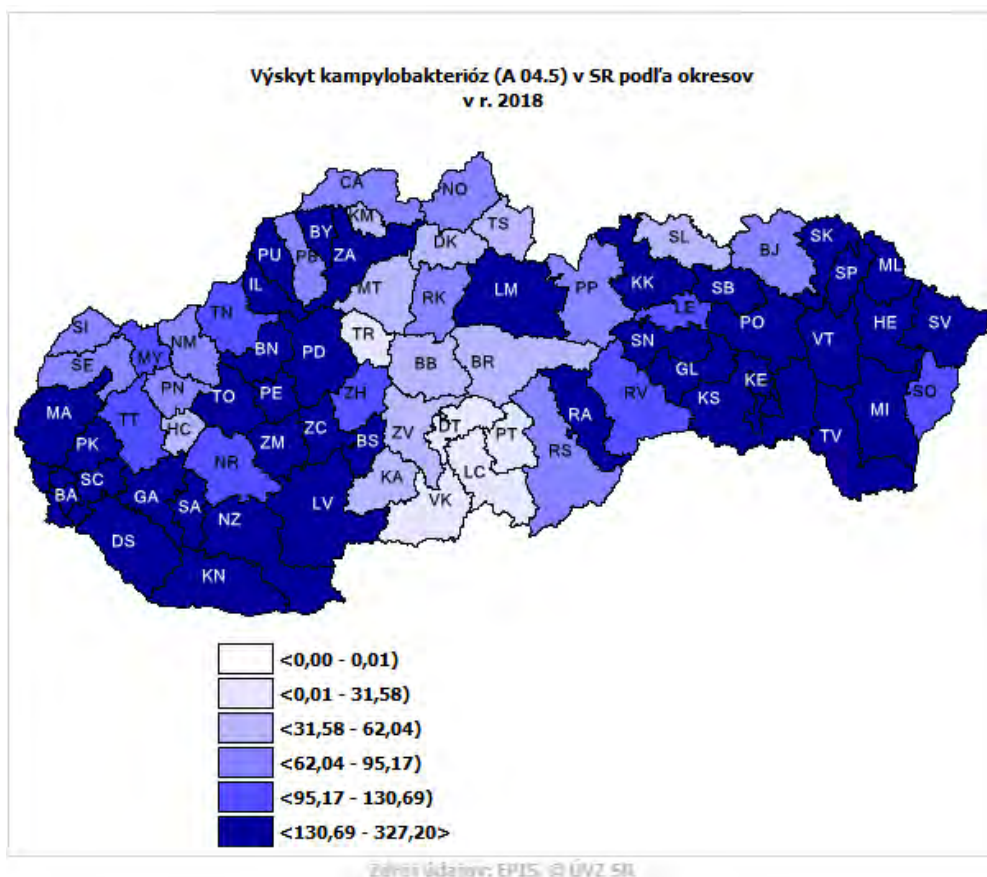 Výskyt kampylobakterióz (A 04.5) v SR podľa okresov
v r. 2018
CA
NO
KM
TS
BY
PU
PB
ZA
DK
SL
BJ
SK
SP
ML
IL
MT
RK
LM
PP
KK
SB
TN
LE
PO
HE
SV
SI
MY
NM
TR
BN
PD
SN
VT
SE
BB
BR
GL
KE
PN
TO
PE
ZH
RV
KS
SO
MA
TT
HC
ZC
BS
DT
PT
RA
MI
PK
ZM
ZV
RS
TV
NR
LC
SC
KA
BA
GA
SA
NZ
LV
VK
DS
KN
<0,00 - 0,01)
<0,01 - 31,58)
<31,58 - 62,04)
<62,04 - 95,17)
<95,17 - 130,69)
<130,69 - 327,20>
Zdroj údajov: EPIS, @ ÚVZ SR